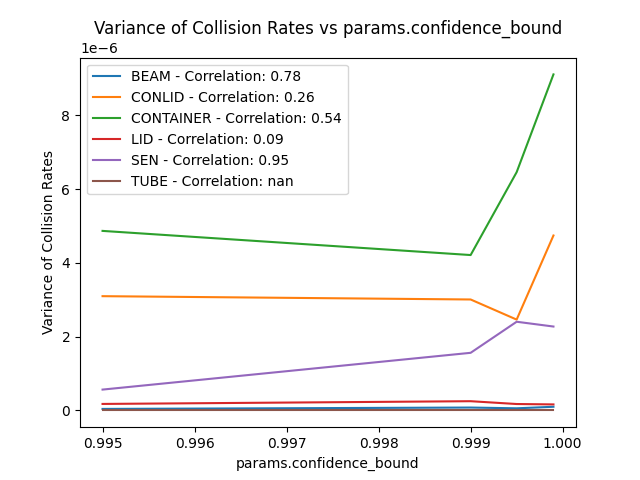 Variance of Collision Rates vs params.confidence_bound
1e−6
BEAM - Correlation: 0.78
CONLID - Correlation: 0.26
CONTAINER - Correlation: 0.54
LID - Correlation: 0.09
SEN - Correlation: 0.95
TUBE - Correlation: nan
Variance of Collision Rates
8
6
4
2
0
0.995 0.996 0.997 0.998 0.999 1.000
params.confidence_bound